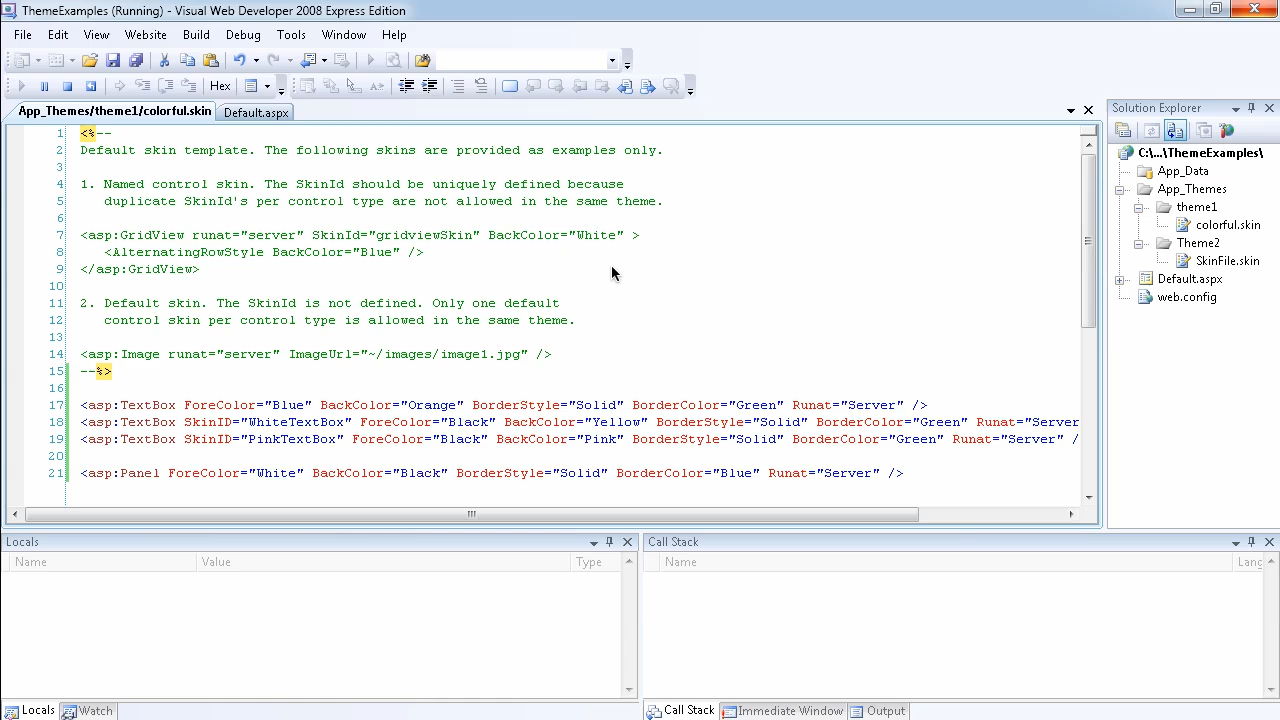 ThemeExamples (Running) - Visual Web Developer 2008 Express Edition
File Edit View Website Build Debug Tools Window Help
Hex
App_Themes/theme1/colorful.skin Default.aspx
1 <%--
2 Default skin template. The following skins are provided as examples only.
3
4 1. Named control skin. The SkinId should be uniquely defined because
5 duplicate SkinId's per control type are not allowed in the same theme.
6
7 <asp:GridView runat="server" SkinId="gridviewSkin" BackColor="White" >
8 <AlternatingRowStyle BackColor="Blue" />
9 </asp:GridView>
10
11 2. Default skin. The SkinId is not defined. Only one default
12 control skin per control type is allowed in the same theme.
13
14 <asp:Image runat="server" ImageUrl="~/images/image1.jpg" />
15 --%>
16
17 <asp:TextBox ForeColor="Blue" BackColor="Orange" BorderStyle="Solid" BorderColor="Green" Runat="Server" />
18 <asp:TextBox SkinID="WhiteTextBox" ForeColor="Black" BackColor="Yellow" BorderStyle="Solid" BorderColor="Green" Runat="Server
19 <asp:TextBox SkinID="PinkTextBox" ForeColor="Black" BackColor="Pink" BorderStyle="Solid" BorderColor="Green" Runat="Server" /
20
21 <asp:Panel ForeColor="White" BackColor="Black" BorderStyle="Solid" BorderColor="Blue" Runat="Server" />
Solution Explorer
C:\...\ThemeExamples\
App_Data
App_Themes
theme1
colorful.skin
Theme2
SkinFile.skin
Default.aspx
web.config
Locals
Name Value Type
Call Stack
Name Lang
Locals Watch
Call Stack Immediate Window Output